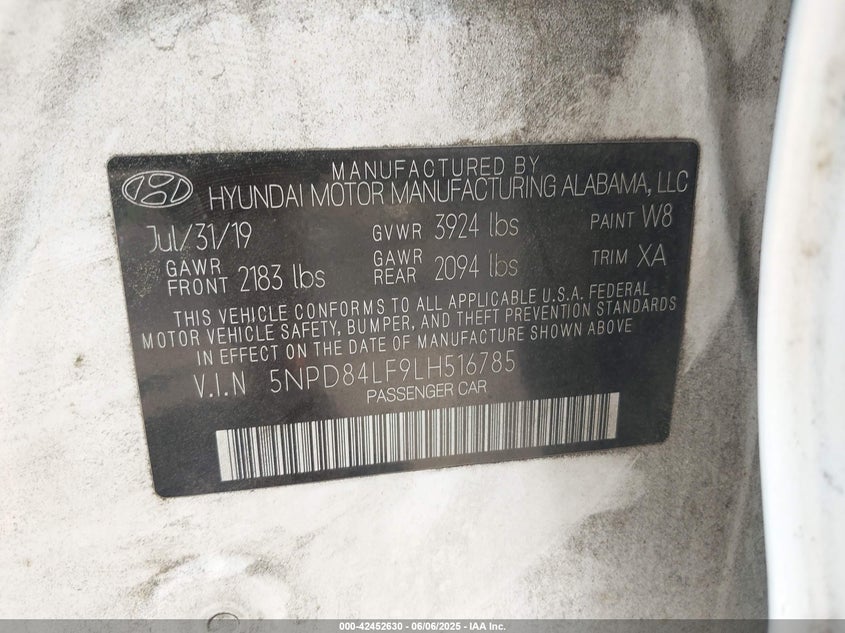 MANUFACTURED BY
HYUNDAI MOTOR MANUFACTURING ALABAMA, LLC
Jul/31/19 GVWR 3924 lbs PAINT W8
GAWR FRONT 2183 lbs GAWR REAR 2094 lbs TRIM XA
THIS VEHICLE CONFORMS TO ALL APPLICABLE U.S.A. FEDERAL
MOTOR VEHICLE SAFETY, BUMPER, AND THEFT PREVENTION STANDARDS
IN EFFECT ON THE DATE OF MANUFACTURE SHOWN ABOVE
V.I.N 5NPD84LF9LH516785
PASSENGER CAR
000-42452630 - 06/06/2025 - IAA Inc.